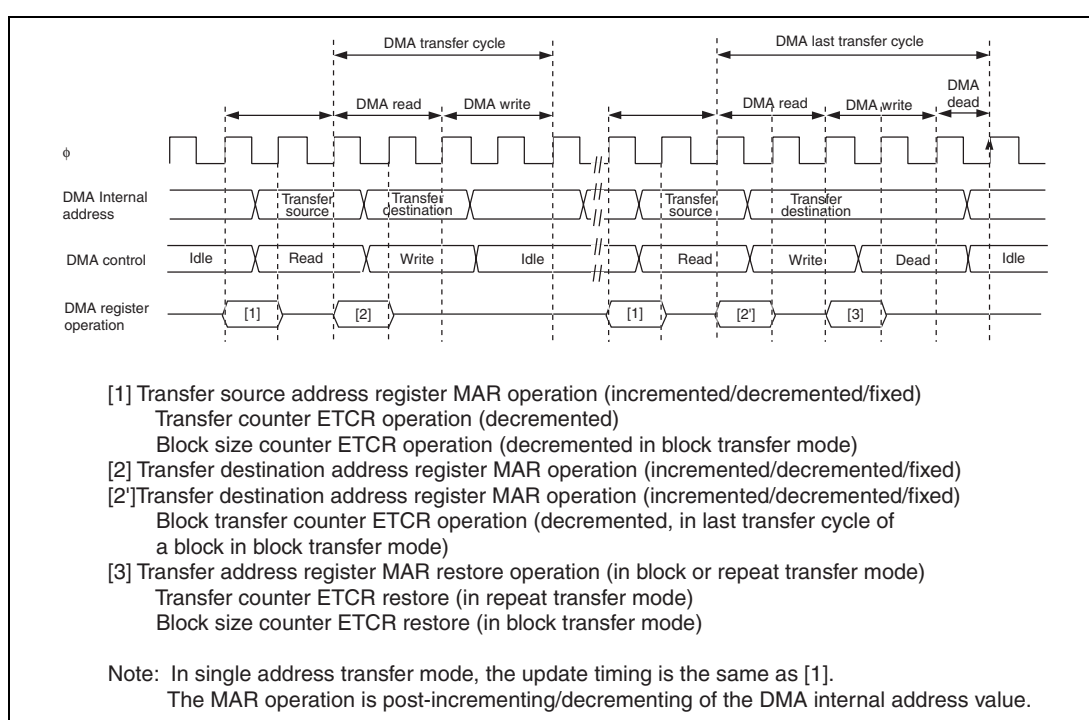 DMA transfer cycle DMA last transfer cycle
DMA read DMA write DMA read DMA write DMA dead
ϕ
DMA Internal address Transfer source Transfer destination Transfer source Transfer destination
DMA control Idle Read Write Idle Read Write Dead Idle
DMA register operation [1] [2] [1] [2'] [3]
[1] Transfer source address register MAR operation (incremented/decremented/fixed)
Transfer counter ETCR operation (decremented)
Block size counter ETCR operation (decremented in block transfer mode)
[2] Transfer destination address register MAR operation (incremented/decremented/fixed)
[2']Transfer destination address register MAR operation (incremented/decremented/fixed)
Block transfer counter ETCR operation (decremented, in last transfer cycle of
a block in block transfer mode)
[3] Transfer address register MAR restore operation (in block or repeat transfer mode)
Transfer counter ETCR restore (in repeat transfer mode)
Block size counter ETCR restore (in block transfer mode)
Note: In single address transfer mode, the update timing is the same as [1].
The MAR operation is post-incrementing/decrementing of the DMA internal address value.